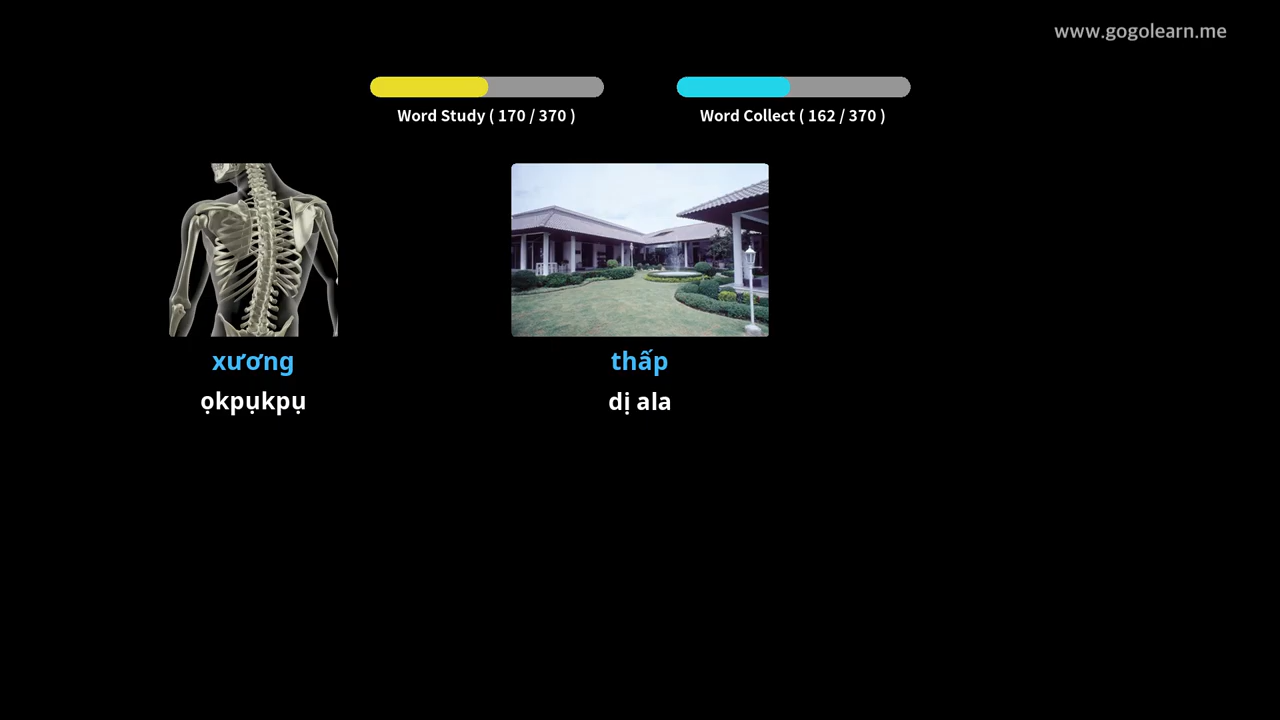 www.gogolearn.me
Word Study ( 170 / 370 )
Word Collect ( 162 / 370 )
xương
thấp
ọkpụkpụ
dị ala